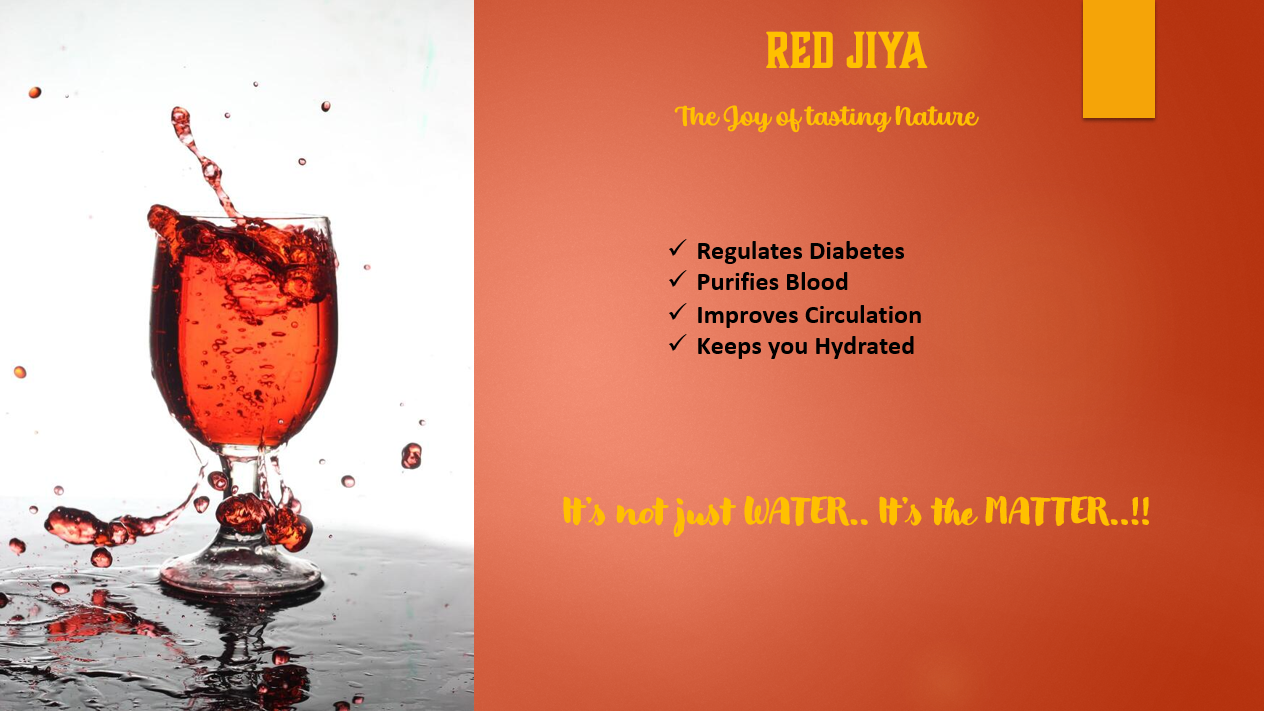 RED JIYA
The Joy of tasting Nature
✓ Regulates Diabetes
✓ Purifies Blood
✓ Improves Circulation
✓ Keeps you Hydrated
It's not just WATER.. It's the MATTER..!!